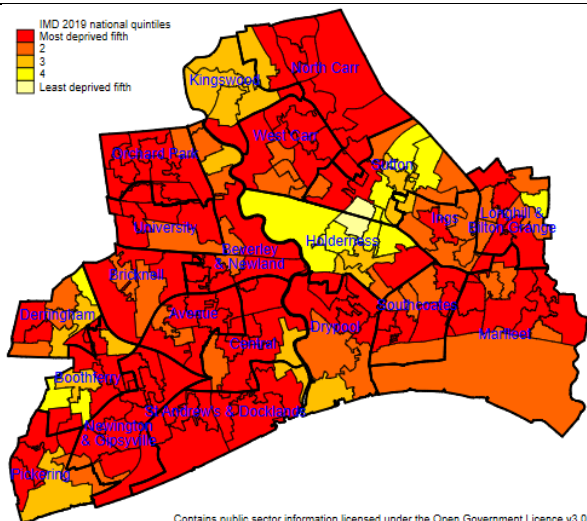 IMD 2019 national quintiles
Most deprived fifth
2
3
4
Least deprived fifth
North Carr
Kingswood
West Carr
Orchard Park
Sutton
University
Ings
Longhill &
Bilton Grange
Holderness
Beverley
& Newland
Bricknell
Derringham
Avenue
Southcoates
Drypool
Marfleet
Central
Boothferry
St Andrew's & Docklands
Newington
& Gipsyville
Pickering
Contains public sector information licensed under the Open Government Licence v3.0